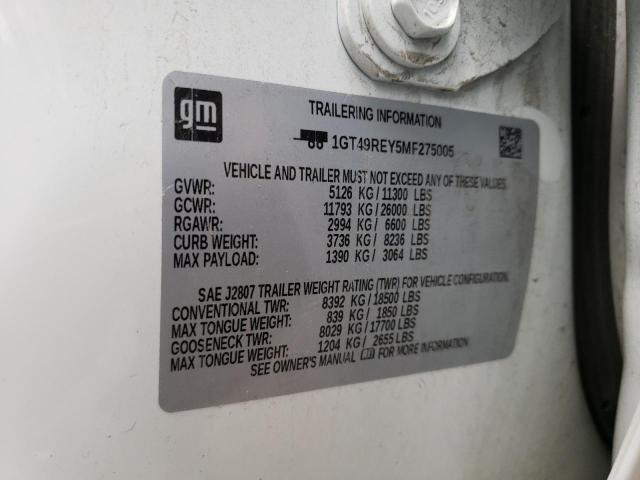 gm
TRAILERING INFORMATION
1GT49REY5MF275005
VEHICLE AND TRAILER MUST NOT EXCEED ANY OF THESE VALUES.
GVWR: 5126 KG / 11300 LBS
GCWR: 11793 KG / 26000 LBS
RGAWR: 2994 KG / 6600 LBS
CURB WEIGHT: 3736 KG / 8236 LBS
MAX PAYLOAD: 1390 KG / 3064 LBS
SAE J2807 TRAILER WEIGHT RATING (TWR) FOR VEHICLE CONFIGURATION.
CONVENTIONAL TWR: 8392 KG / 18500 LBS
MAX TONGUE WEIGHT: 839 KG / 1850 LBS
GOOSENECK TWR: 8029 KG / 17700 LBS
MAX TONGUE WEIGHT: 1204 KG / 2655 LBS
SEE OWNER'S MANUAL FOR MORE INFORMATION